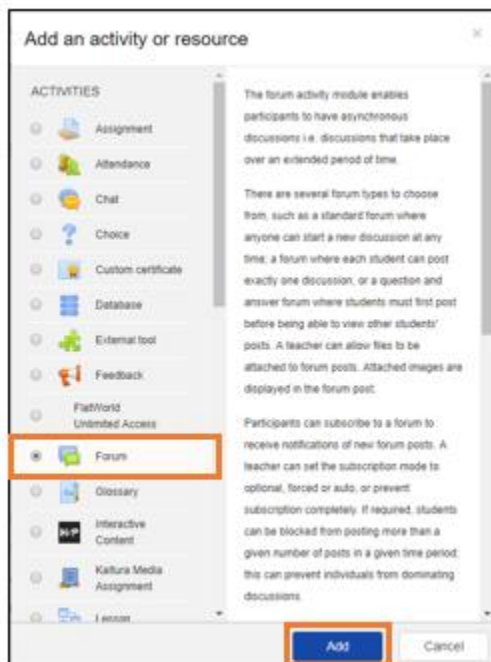 Add an activity or resource
×
ACTIVITIES
Assignment
Attendance
Chat
Choice
Custom certificate
Database
External tool
Feedback
FlatWorld
Unlimited Access
Forum
Glossary
Interactive
Content
Kaltura Media
Assignment
Lesson
The forum activity module enables
participants to have asynchronous
discussions i.e. discussions that take place
over an extended period of time.
There are several forum types to choose
from, such as a standard forum where
anyone can start a new discussion at any
time; a forum where each student can post
exactly one discussion; or a question and
answer forum where students must first post
before being able to view other students'
posts. A teacher can allow files to be
attached to forum posts. Attached images are
displayed in the forum post.
Participants can subscribe to a forum to
receive notifications of new forum posts. A
teacher can set the subscription mode to
optional, forced or auto, or prevent
subscription completely. If required, students
can be blocked from posting more than a
given number of posts in a given time period;
this can prevent individuals from dominating
discussions.
Add
Cancel